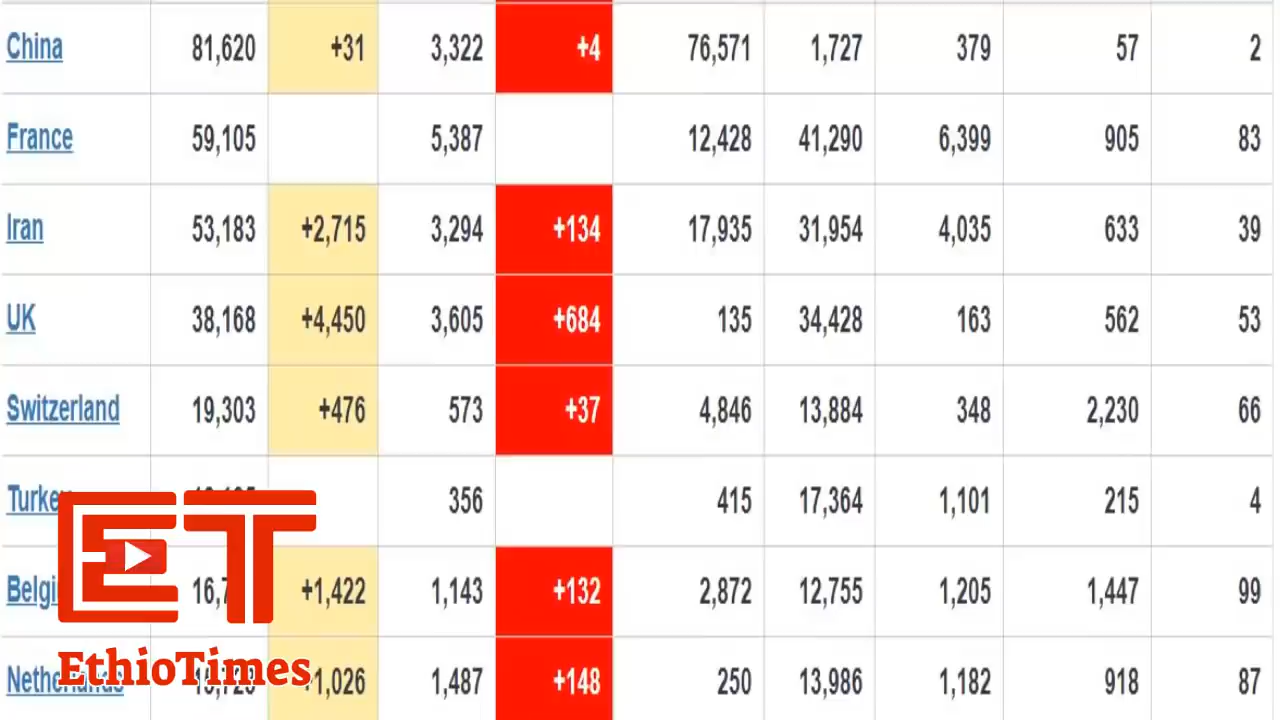 China 81,620 +31 3,322 +4 76,571 1,727 379 57 2
France 59,105 5,387 12,428 41,290 6,399 905 83
Iran 53,183 +2,715 3,294 +134 17,935 31,954 4,035 633 39
UK 38,168 +4,450 3,605 +684 135 34,428 163 562 53
Switzerland 19,303 +476 573 +37 4,846 13,884 348 2,230 66
Turkey 356 415 17,364 1,101 215 4
+1,422 1,143 +132 2,872 12,755 1,205 1,447 99
Netherlands +1,026 1,487 +148 250 13,986 1,182 918 87
ET
EthioTimes